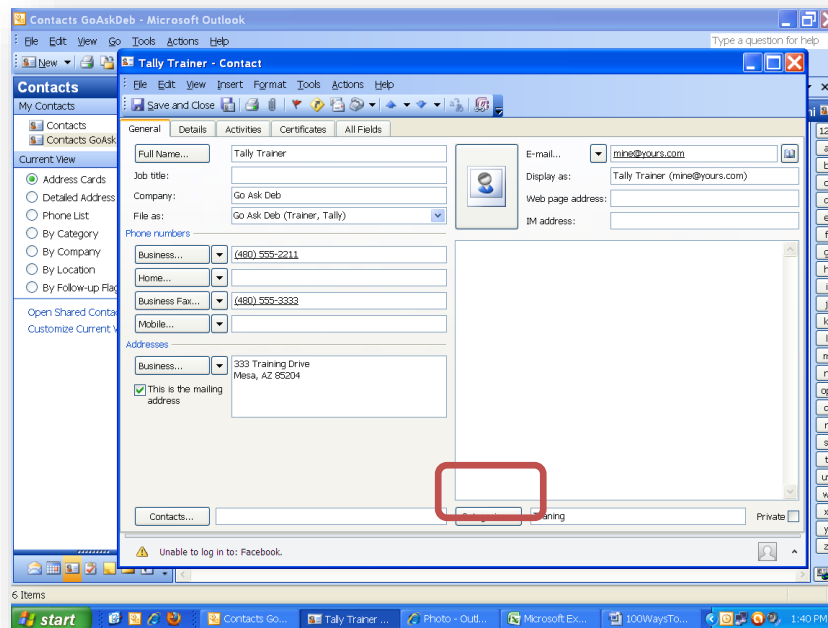 Contacts GoAskDeb - Microsoft Outlook
File Edit View Go Tools Actions Help
Type a question for help
New
Contacts
My Contacts
Contacts
Contacts GoAsk
Current View
Address Cards
Detailed Address
Phone List
By Category
By Company
By Location
By Follow-up Flag
Open Shared Conta
Customize Current V
Tally Trainer - Contact
File Edit View Insert Format Tools Actions Help
Save and Close
General Details Activities Certificates All Fields
Full Name... Tally Trainer
Job title:
Company: Go Ask Deb
File as: Go Ask Deb (Trainer, Tally)
E-mail... mine@yours.com
Display as: Tally Trainer (mine@yours.com)
Web page address:
IM address:
Phone numbers
Business... (480) 555-2211
Home...
Business Fax... (480) 555-3333
Mobile...
Addresses
Business... 333 Training Drive
Mesa, AZ 85204
This is the mailing
address
Contacts...
Private
Unable to log in to: Facebook.
6 Items
start
Contacts Go...
Tally Trainer ...
Photo - Outl...
Microsoft Ex...
100WaysTo...
1:40 PM